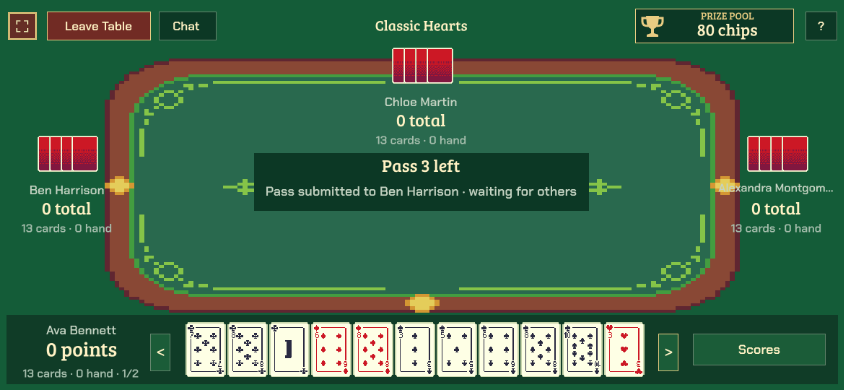 Leave Table
Chat
Classic Hearts
PRIZE POOL
80 chips
?
Chloe Martin
0 total
13 cards · 0 hand
Pass 3 left
Pass submitted to Ben Harrison · waiting for others
Ben Harrison
0 total
13 cards · 0 hand
exandra Montgom...
0 total
13 cards · 0 hand
Ava Bennett
0 points
13 cards · 0 hand · 1/2
<
>
Scores